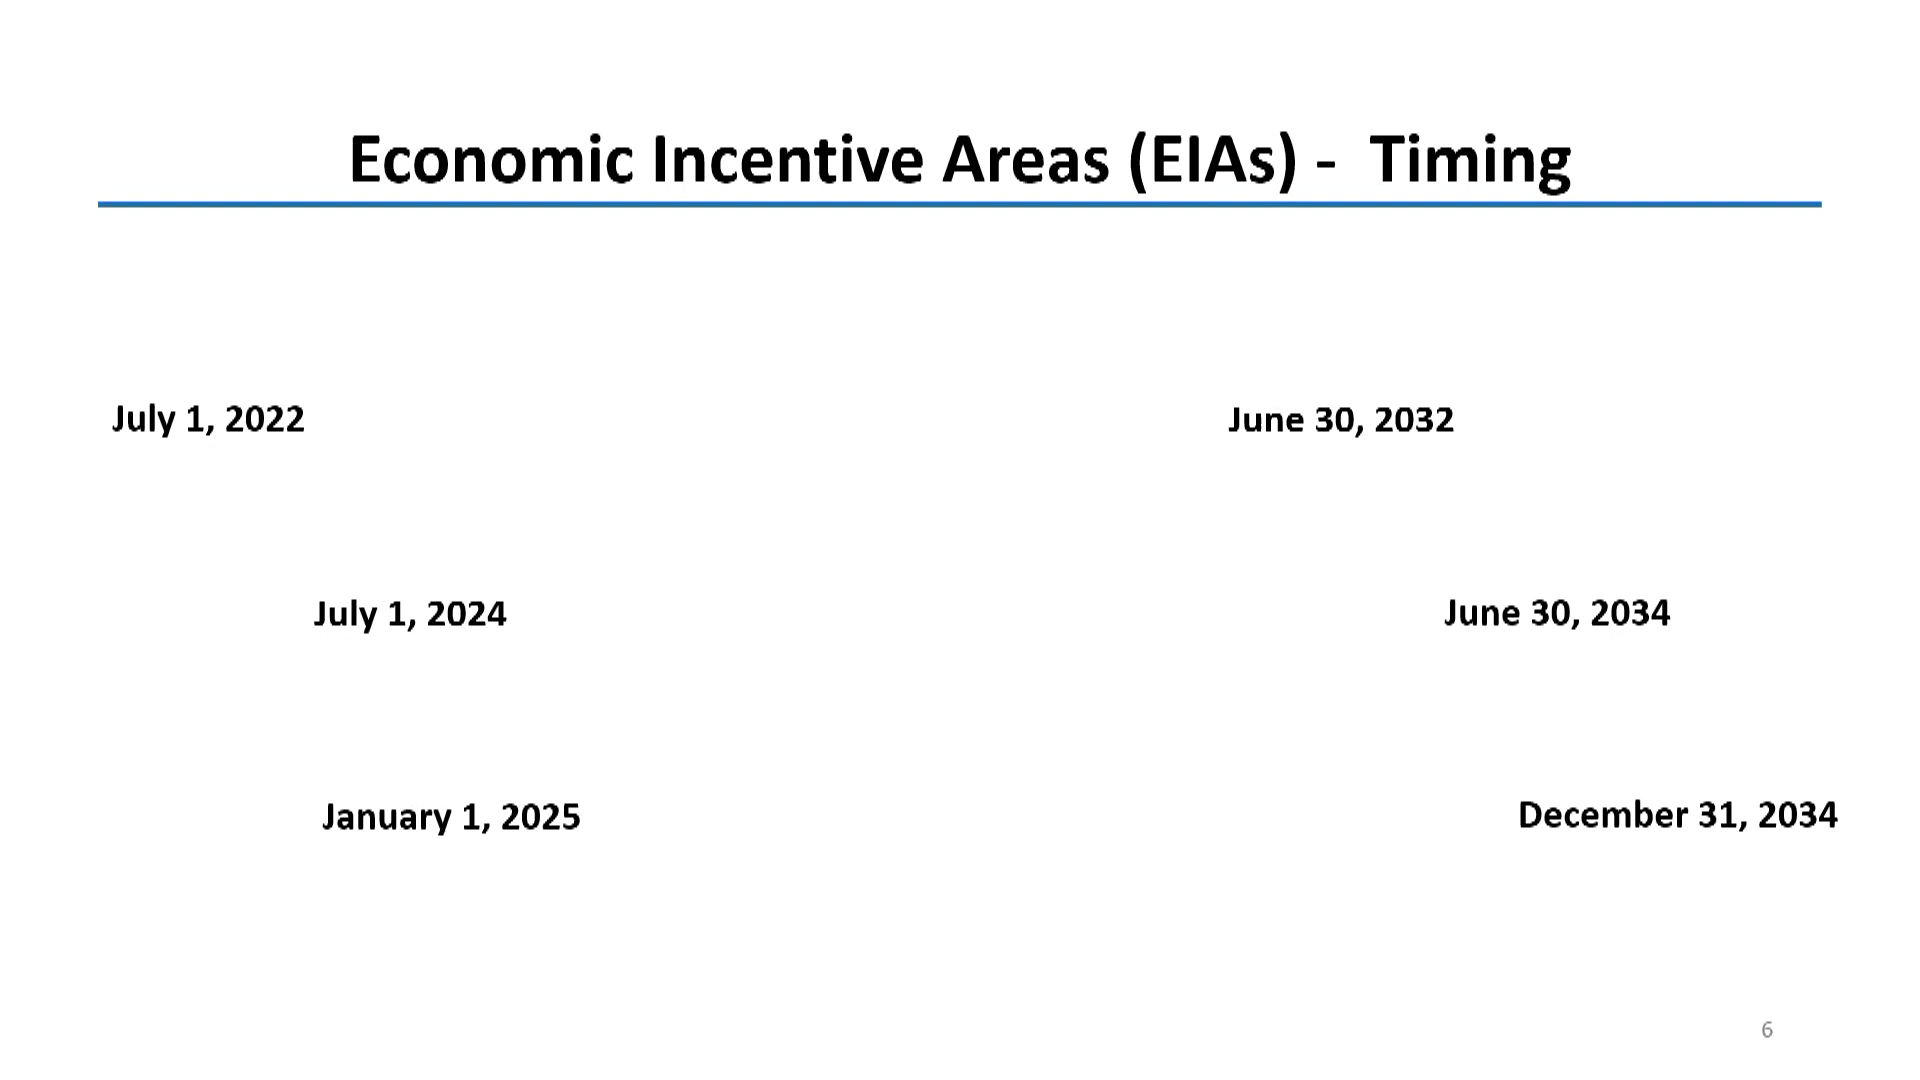 Economic Incentive Areas (EIAs) -  Timing
July 1, 2022
June 30, 2032
July 1, 2024
June 30, 2034
January 1, 2025
December 31, 2034
6